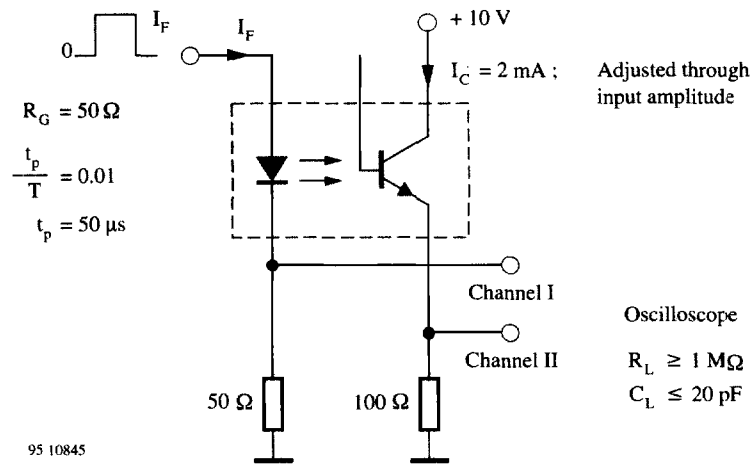 I_F
0
I_F
+ 10 V
I_C = 2 mA ;
Adjusted through
input amplitude
R_G = 50 Ω
t_p
T
= 0.01
t_p = 50 µs
Channel I
Channel II
Oscilloscope
R_L ≥ 1 MΩ
C_L ≤ 20 pF
50 Ω
100 Ω
95 10845